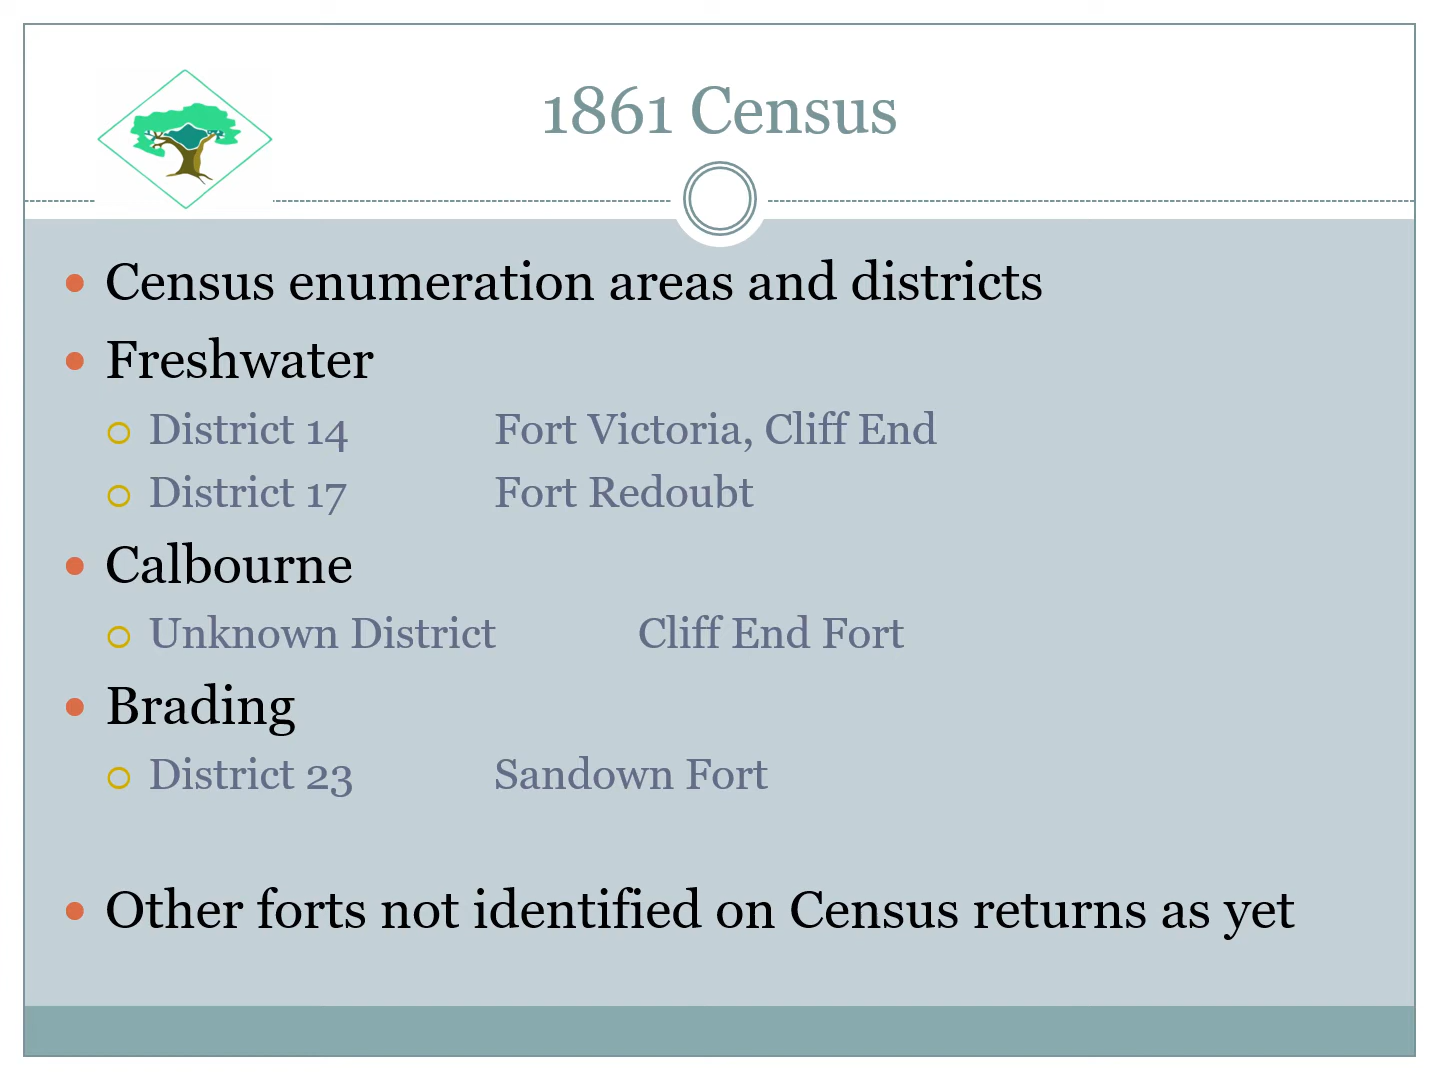 1861 Census
Census enumeration areas and districts
Freshwater
District 14 Fort Victoria, Cliff End
District 17 Fort Redoubt
Calbourne
Unknown District Cliff End Fort
Brading
District 23 Sandown Fort
Other forts not identified on Census returns as yet